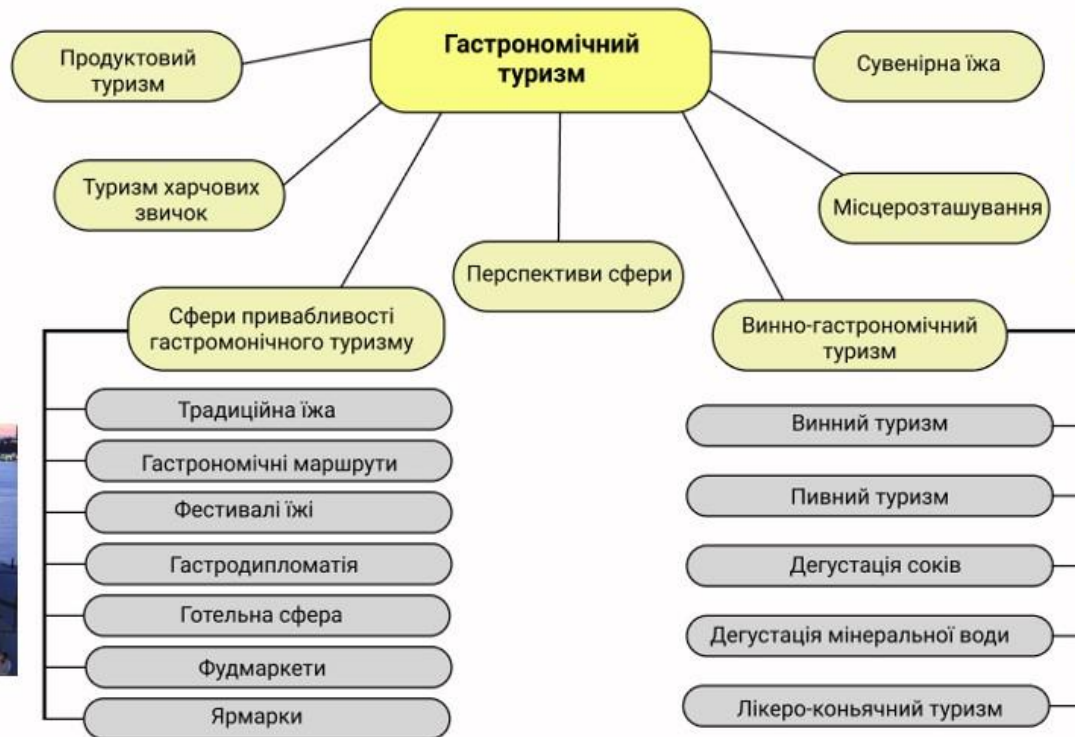 Гастрономічний
туризм
Продуктовий
туризм
Сувенірна їжа
Туризм харчових
звичок
Місцерозташування
Перспективи сфери
Сфери привабливості
гастромонічного туризму
Винно-гастрономічний
туризм
Традиційна їжа
Гастрономічні маршрути
Фестивалі їжі
Гастродипломатія
Готельна сфера
Фудмаркети
Ярмарки
Винний туризм
Пивний туризм
Дегустація соків
Дегустація мінеральної води
Лікеро-коньячний туризм